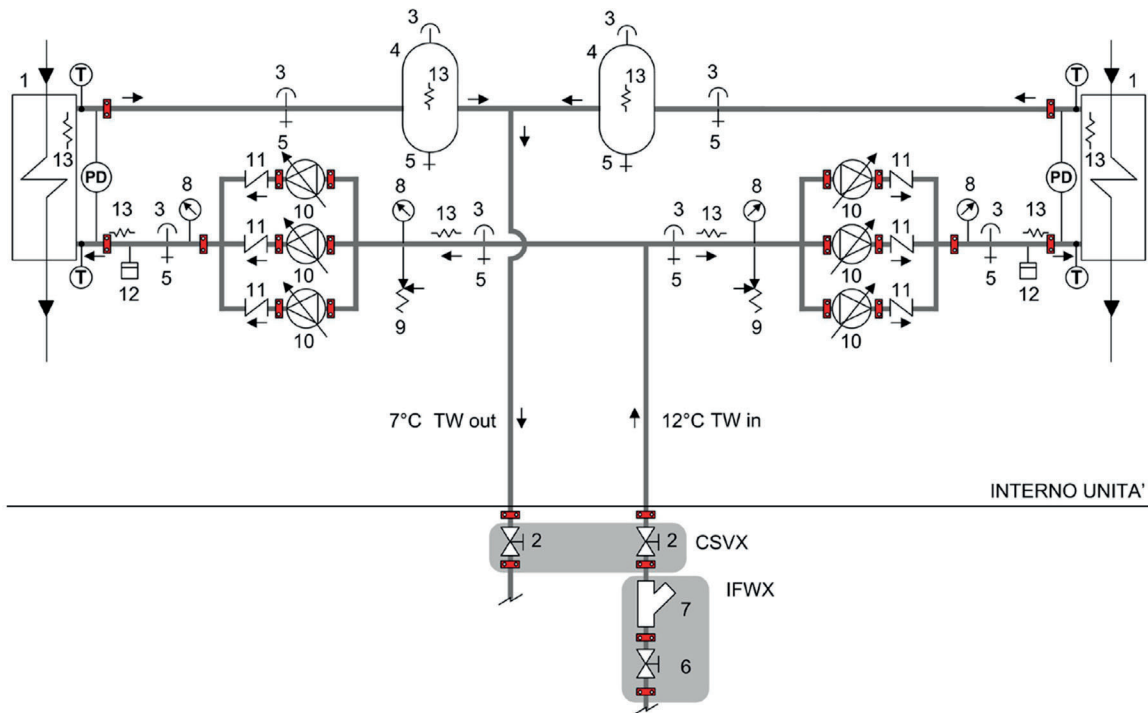 3 3
4 4
T 1 3 13 13 3 T 1
13 5 5 5 5 13
PD 11 11 PD
8 10 8 8 10 8
13 3 11 13 3 3 13 11 3 13
5 10 5 5 10 5
T 12 11 9 9 11 12 T
10 10
7°C TW out 12°C TW in
INTERNO UNITA'
2 2 CSVX
IFWX
7
6